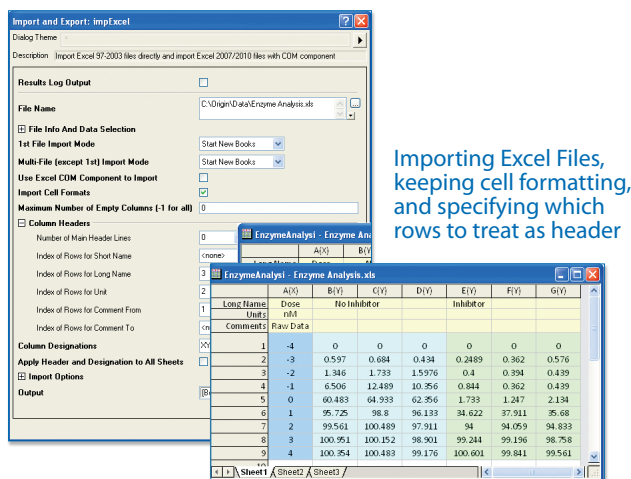 Import and Export: impExcel
Dialog Theme *
Description Import Excel 97-2003 files directly and import Excel 2007/2010 files with COM component
Results Log Output
File Name C:\Origin\Data\Enzyme Analysis.xls
File Info And Data Selection
1st File Import Mode Start New Books
Multi-File (except 1st) Import Mode Start New Books
Use Excel COM Component to Import
Import Cell Formats
Maximum Number of Empty Columns (-1 for all) 0
Column Headers
Number of Main Header Lines 0
Index of Rows for Short Name <none>
Index of Rows for Long Name 3
Index of Rows for Unit 2
Index of Rows for Comment From 1
Index of Rows for Comment To
Column Designations XY
Apply Header and Designation to All Sheets
Import Options
Output
Importing Excel Files,
keeping cell formatting,
and specifying which
rows to treat as header
EnzymeAnalysi - Enzyme Ana
A(X) B(Y
Long Name Dose
EnzymeAnalysi - Enzyme Analysis.xls
A(X) B(Y) C(Y) D(Y) E(Y) F(Y) G(Y)
Long Name Dose No Inhibitor Inhibitor
Units nM
Comments Raw Data
1 -4 0 0 0 0 0 0
2 -3 0.597 0.684 0.434 0.2489 0.362 0.576
3 -2 1.346 1.733 1.5976 0.4 0.394 0.439
4 -1 6.506 12.489 10.356 0.844 0.362 0.439
5 0 60.483 64.933 62.356 1.733 1.247 2.134
6 1 95.725 98.8 96.133 34.622 37.911 35.68
7 2 99.561 100.489 97.911 94 94.059 94.833
8 3 100.951 100.152 98.901 99.244 99.196 98.758
9 4 100.354 100.483 99.176 100.601 99.841 99.561
10
Sheet1 Sheet2 Sheet3